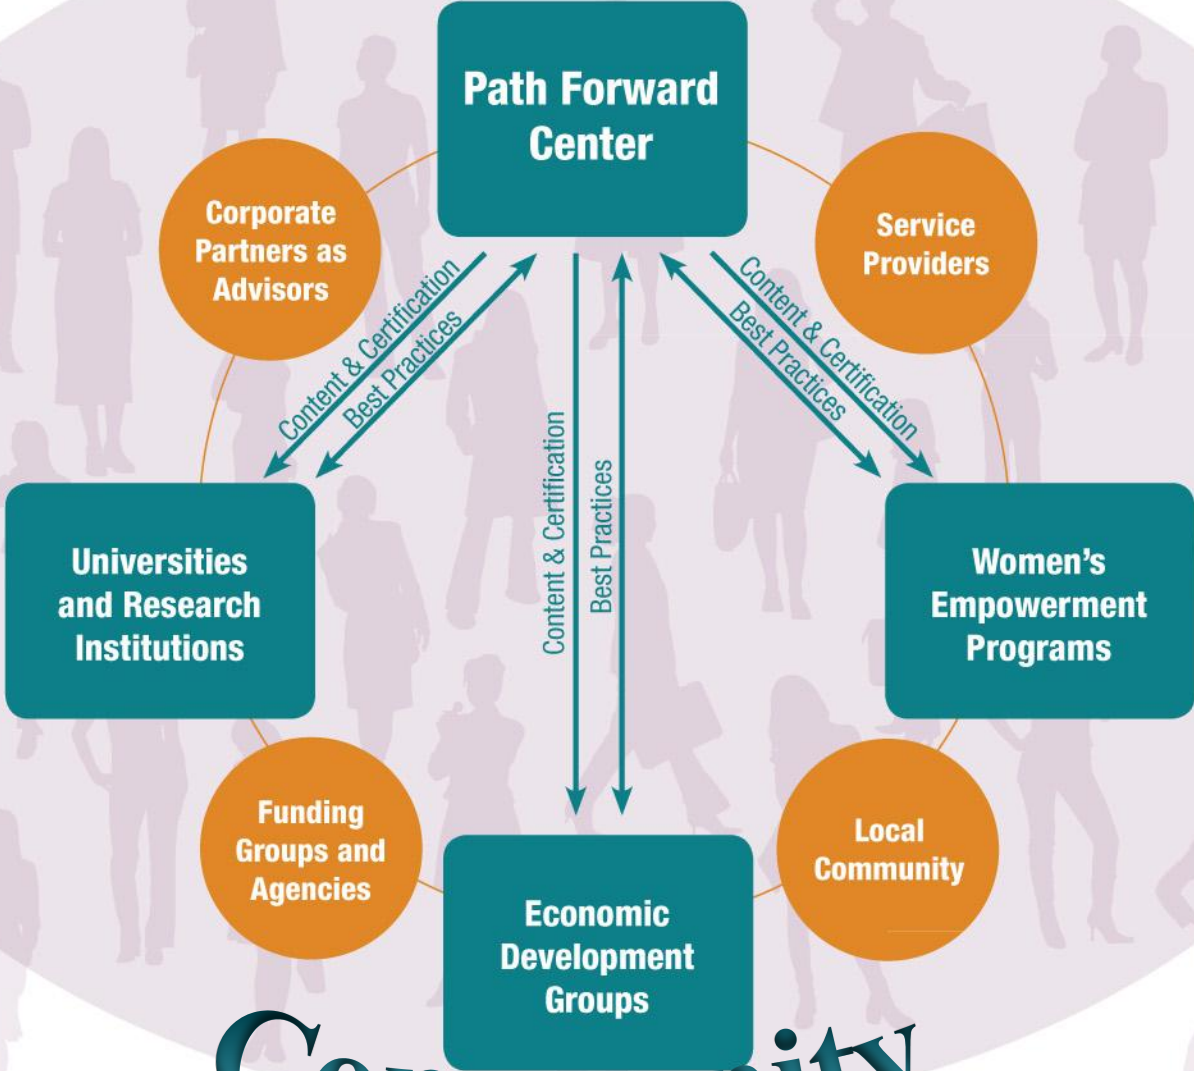 Path Forward
Center
Corporate
Partners as
Advisors
Service
Providers
Content & Certification
Best Practices
Content & Certification
Best Practices
Best Practices
Content & Certification
Universities
and Research
Institutions
Women's
Empowerment
Programs
Funding
Groups and
Agencies
Local
Community
Economic
Development
Groups